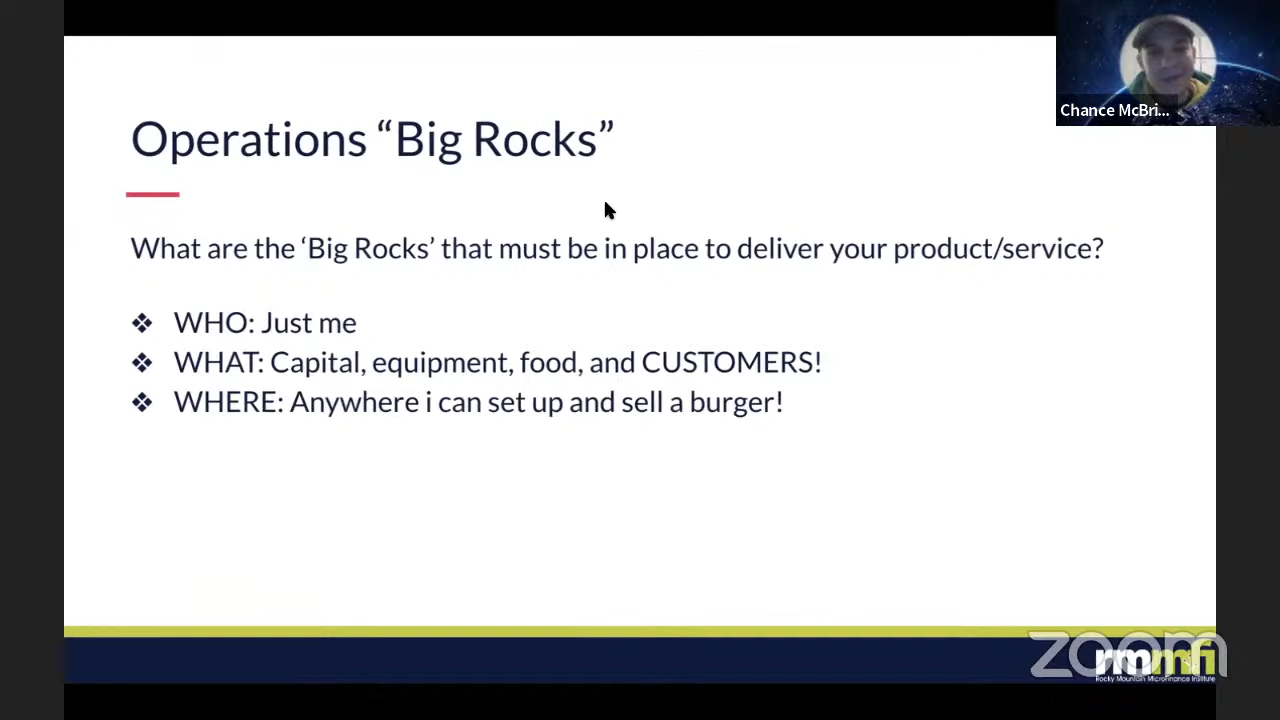 Chance McBri...
Operations “Big Rocks”
What are the ‘Big Rocks’ that must be in place to deliver your product/service?
❖ WHO: Just me
❖ WHAT: Capital, equipment, food, and CUSTOMERS!
❖ WHERE: Anywhere i can set up and sell a burger!
zoom
rmmfi
Rocky Mountain MicroFinance Institute